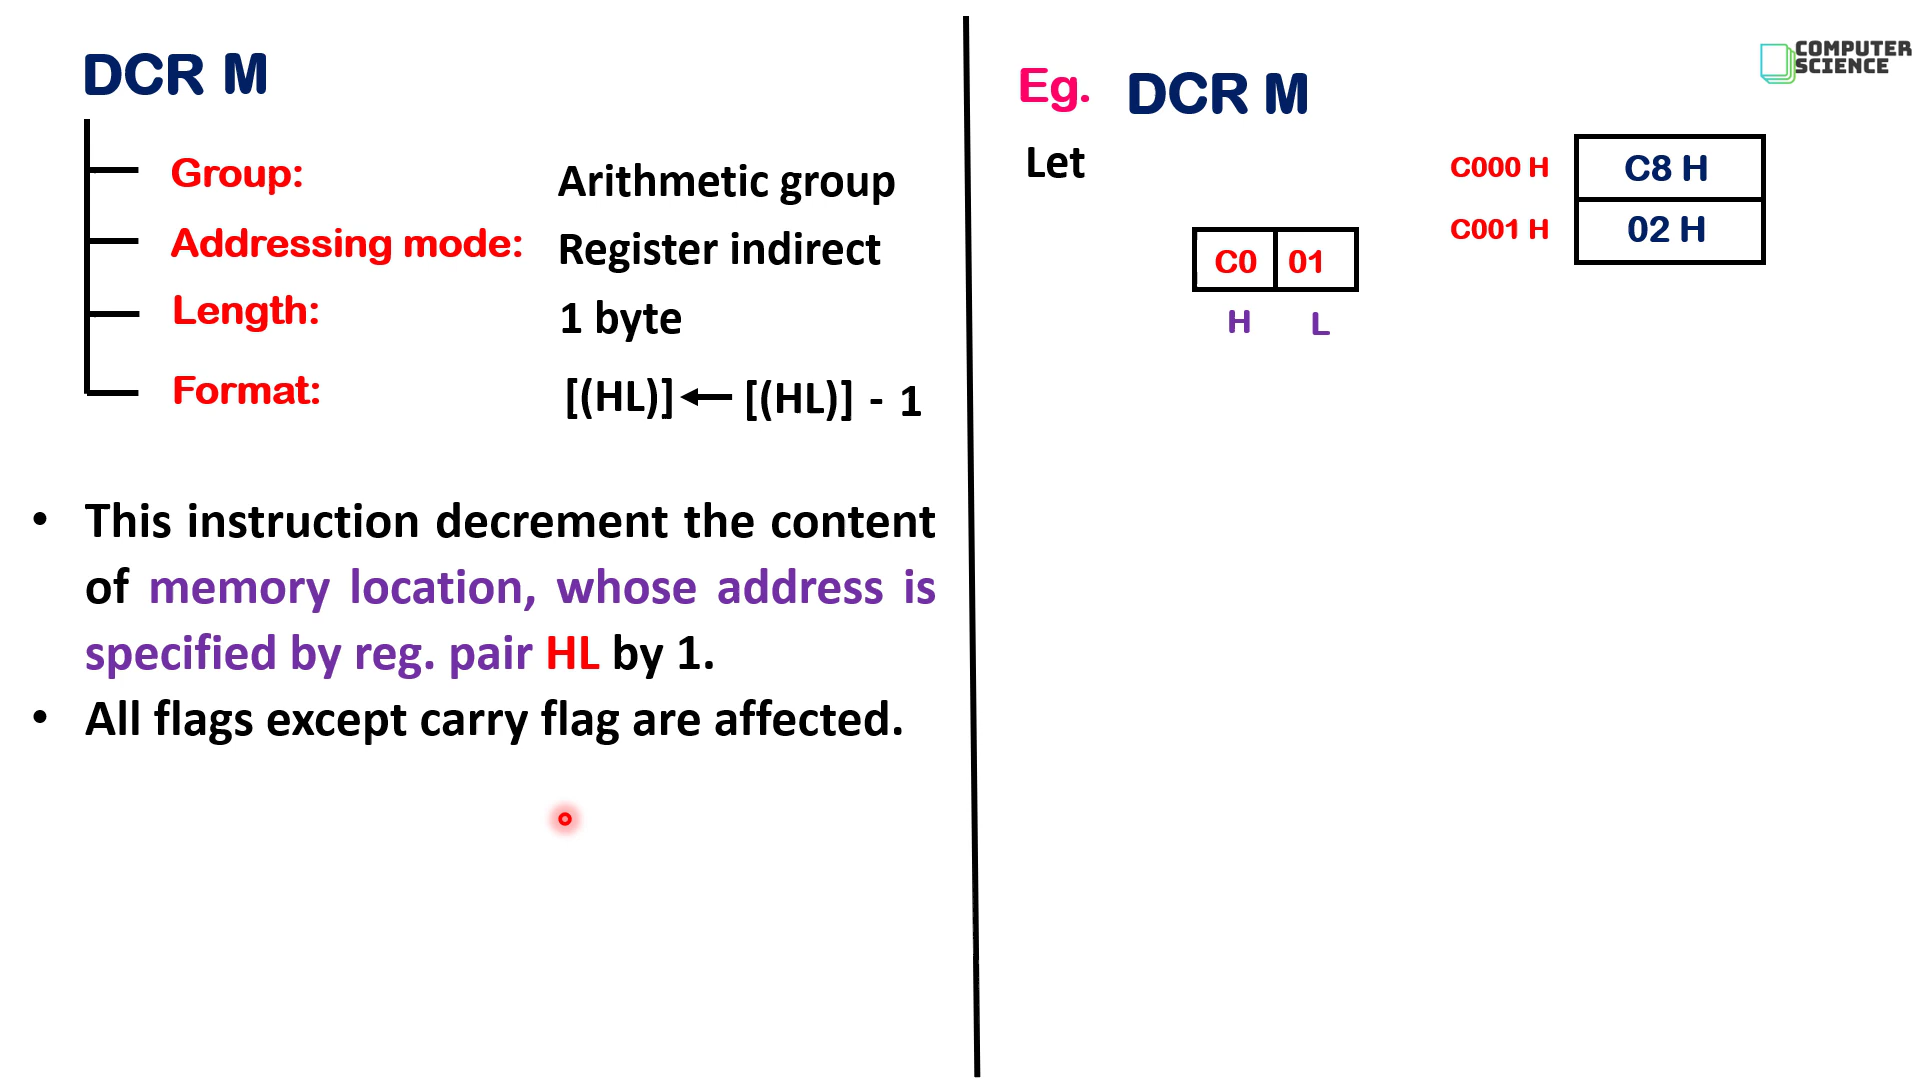 DCR M
Group: Arithmetic group
Addressing mode: Register indirect
Length: 1 byte
Format: [(HL)] ← [(HL)] - 1
• This instruction decrement the content
of memory location, whose address is
specified by reg. pair HL by 1.
• All flags except carry flag are affected.
Eg. DCR M
Let
C0 01
H L
C000 H C8 H
C001 H 02 H
COMPUTER
SCIENCE